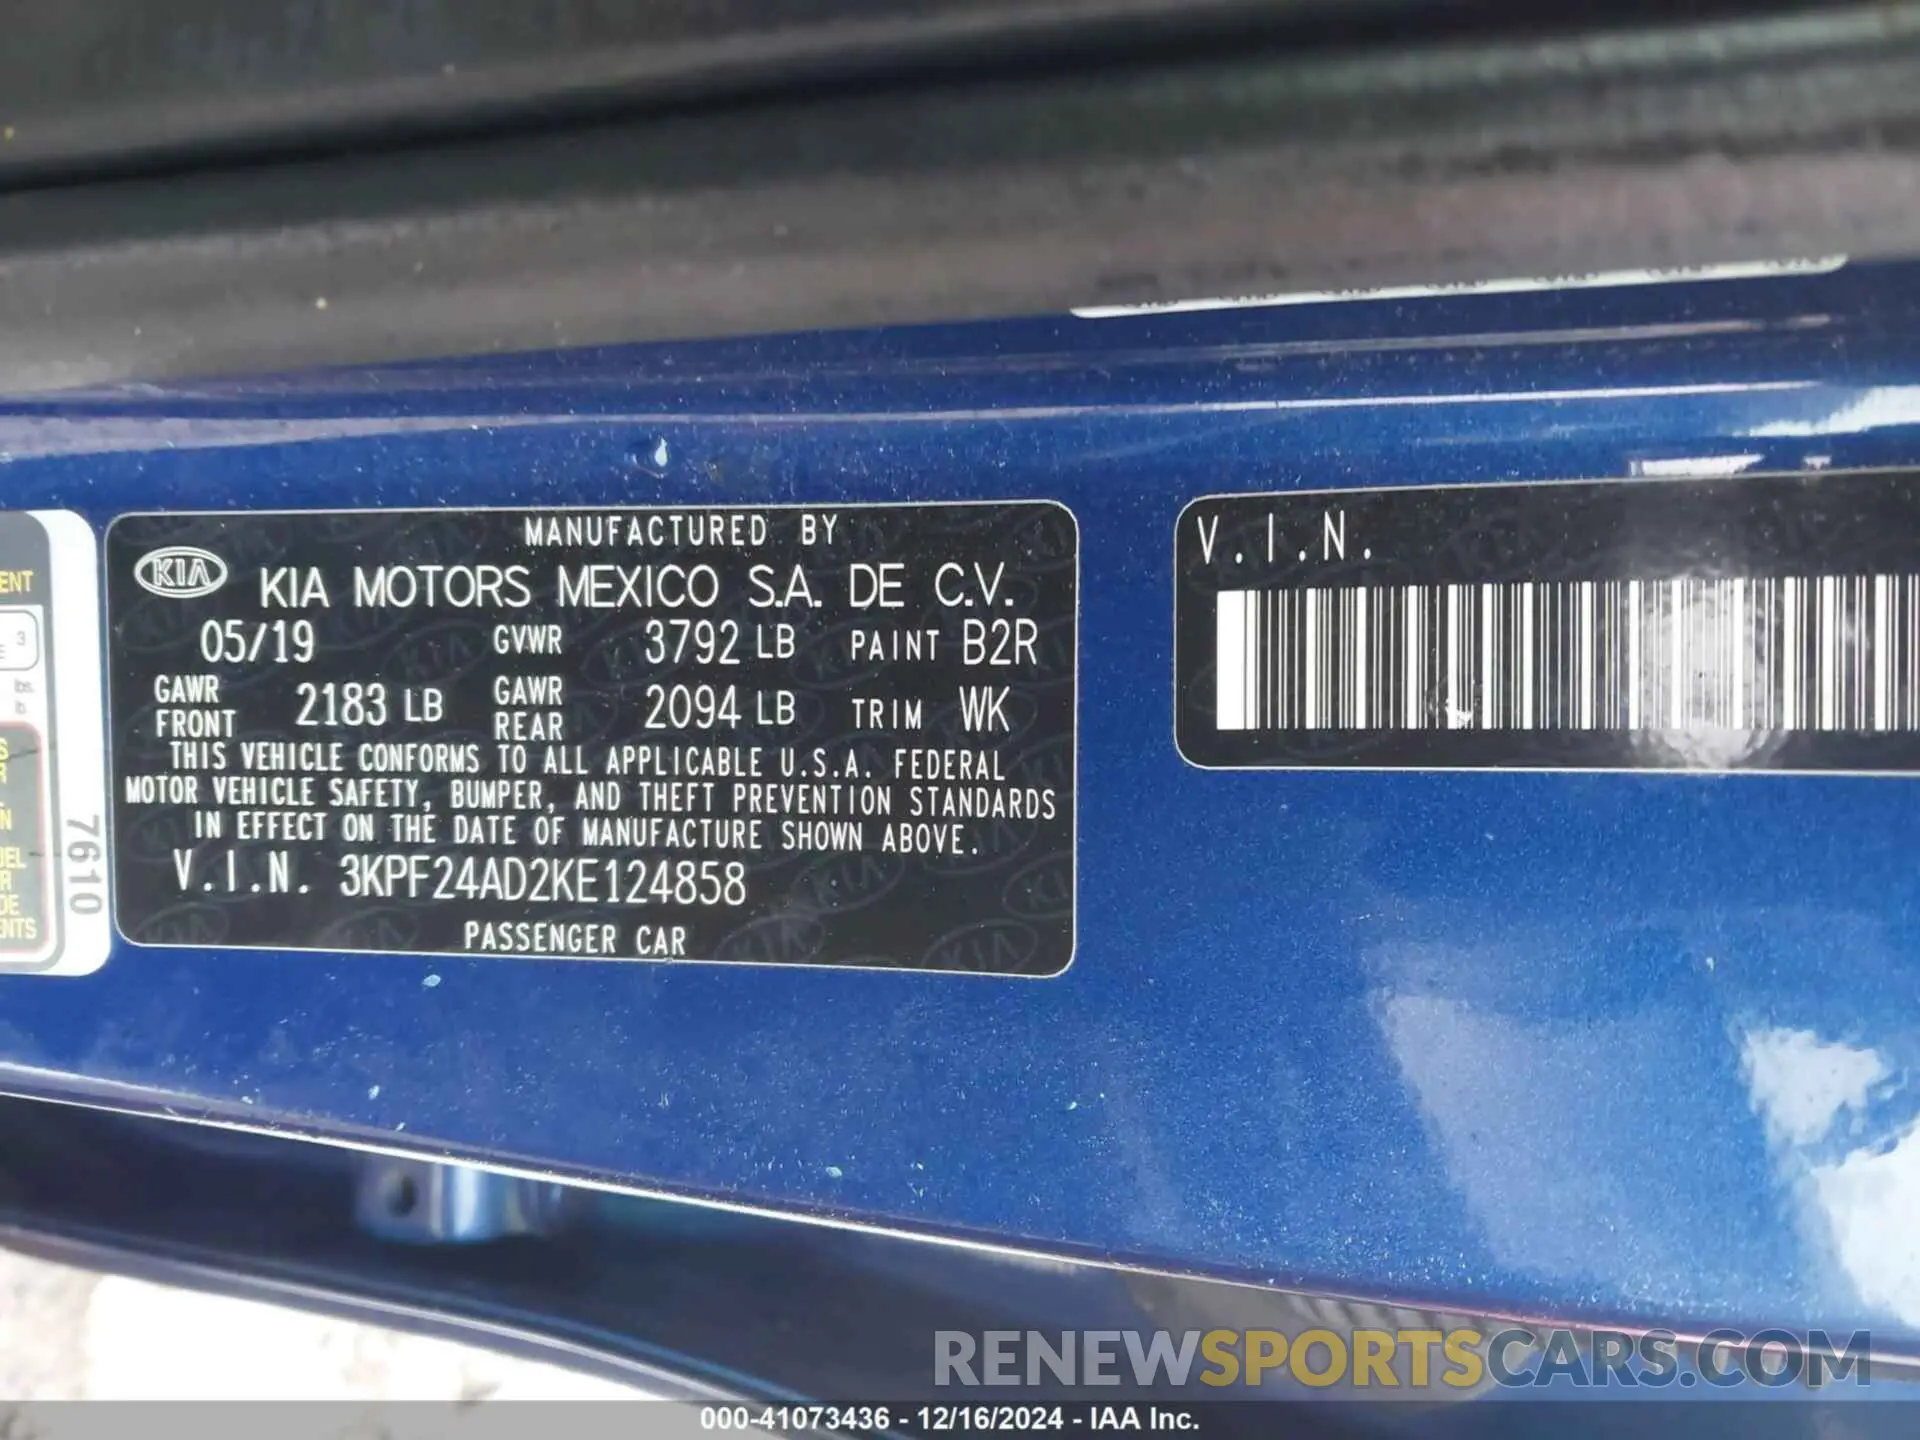 MANUFACTURED BY
KIA KIA MOTORS MEXICO S.A. DE C.V.
05/19 GVWR 3792 LB PAINT B2R
GAWR FRONT 2183 LB GAWR REAR 2094 LB TRIM WK
THIS VEHICLE CONFORMS TO ALL APPLICABLE U.S.A. FEDERAL
MOTOR VEHICLE SAFETY, BUMPER, AND THEFT PREVENTION STANDARDS
IN EFFECT ON THE DATE OF MANUFACTURE SHOWN ABOVE.
V.I.N. 3KPF24AD2KE124858
PASSENGER CAR
V.I.N.
7610
3
lbs.
lb.
RENEWSPORTSCARS.COM
000-41073436 - 12/16/2024 - IAA Inc.